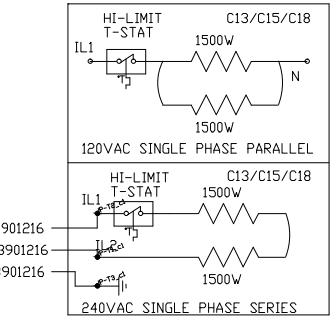 HI-LIMIT
T-STAT
C13/C15/C18
IL1
1500W
N
1500W
120VAC SINGLE PHASE PARALLEL
HI-LIMIT
T-STAT
C13/C15/C18
IL1
1500W
901216
IL2
3901216
901216
1500W
240VAC SINGLE PHASE SERIES